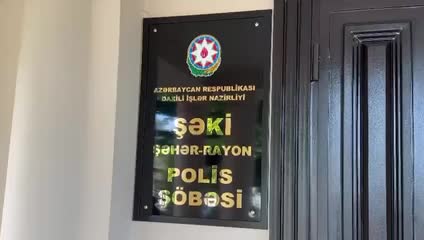 AZƏRBAYCAN RESPUBLİKASI
DAXİLİ İŞLƏR NAZİRLİYİ
ŞƏKİ
ŞƏHƏR-RAYON
POLİS
ŞÖBƏSİ